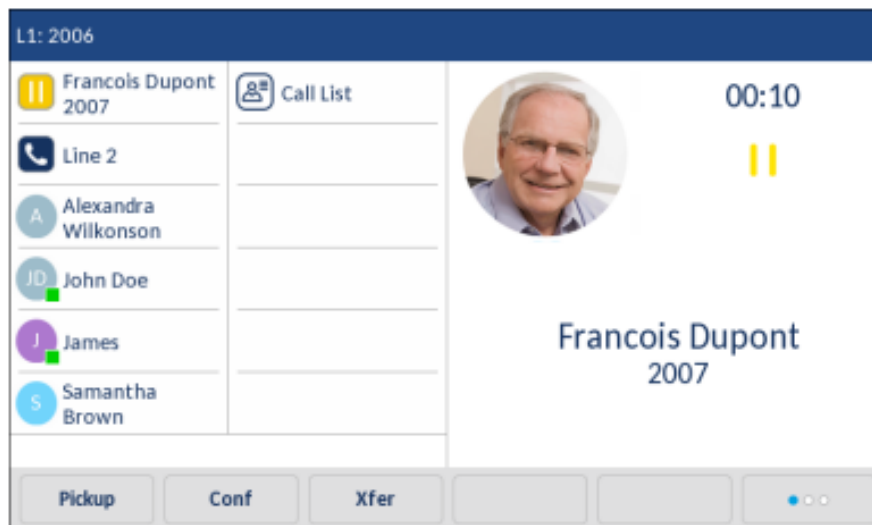 L1: 2006
Francois Dupont
2007
Call List
00:10
Line 2
A
Alexandra
Wilkonson
JD
John Doe
J
James
S
Samantha
Brown
Francois Dupont
2007
Pickup
Conf
Xfer